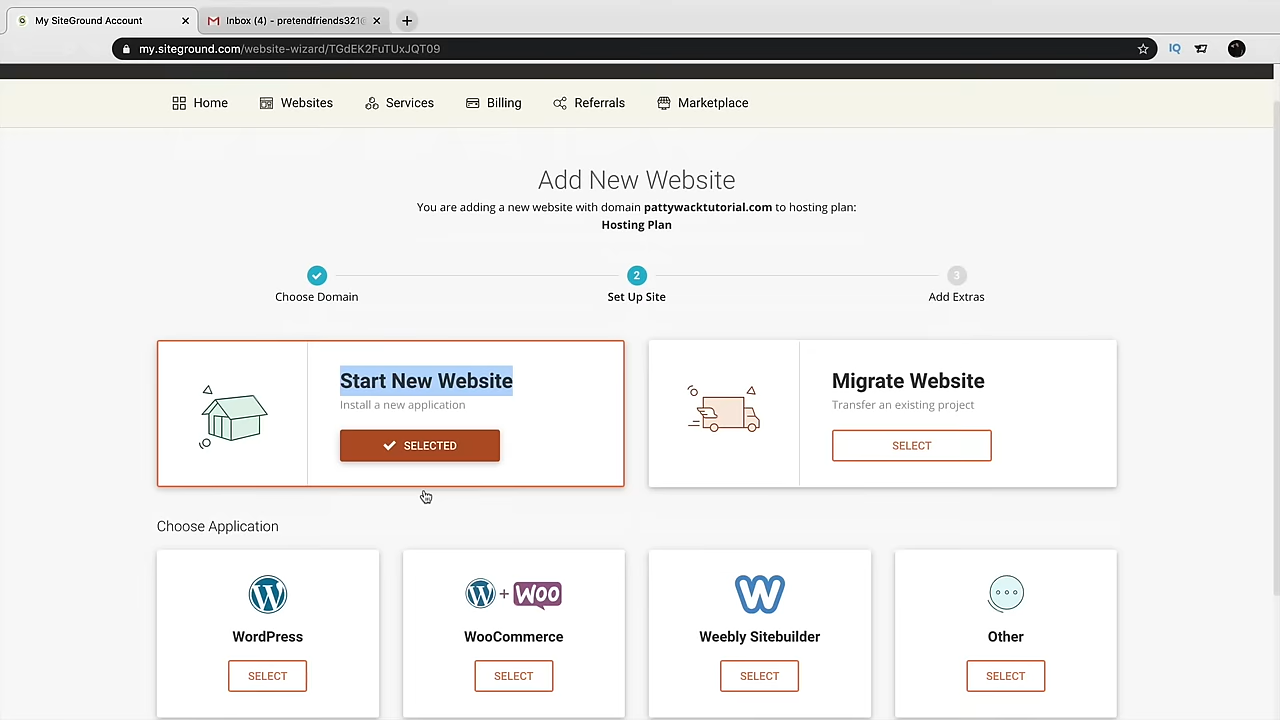 My SiteGround Account
Inbox (4) - pretendfriends321@
my.siteground.com/website-wizard/TGdEK2FuTUxJQT09
IQ
Home
Websites
Services
Billing
Referrals
Marketplace
Add New Website
You are adding a new website with domain pattywacktutorial.com to hosting plan:
Hosting Plan
2
3
Choose Domain
Set Up Site
Add Extras
Start New Website
Install a new application
SELECTED
Migrate Website
Transfer an existing project
SELECT
Choose Application
W
WordPress
SELECT
W + WOO
WooCommerce
SELECT
W
Weebly Sitebuilder
SELECT
Other
SELECT